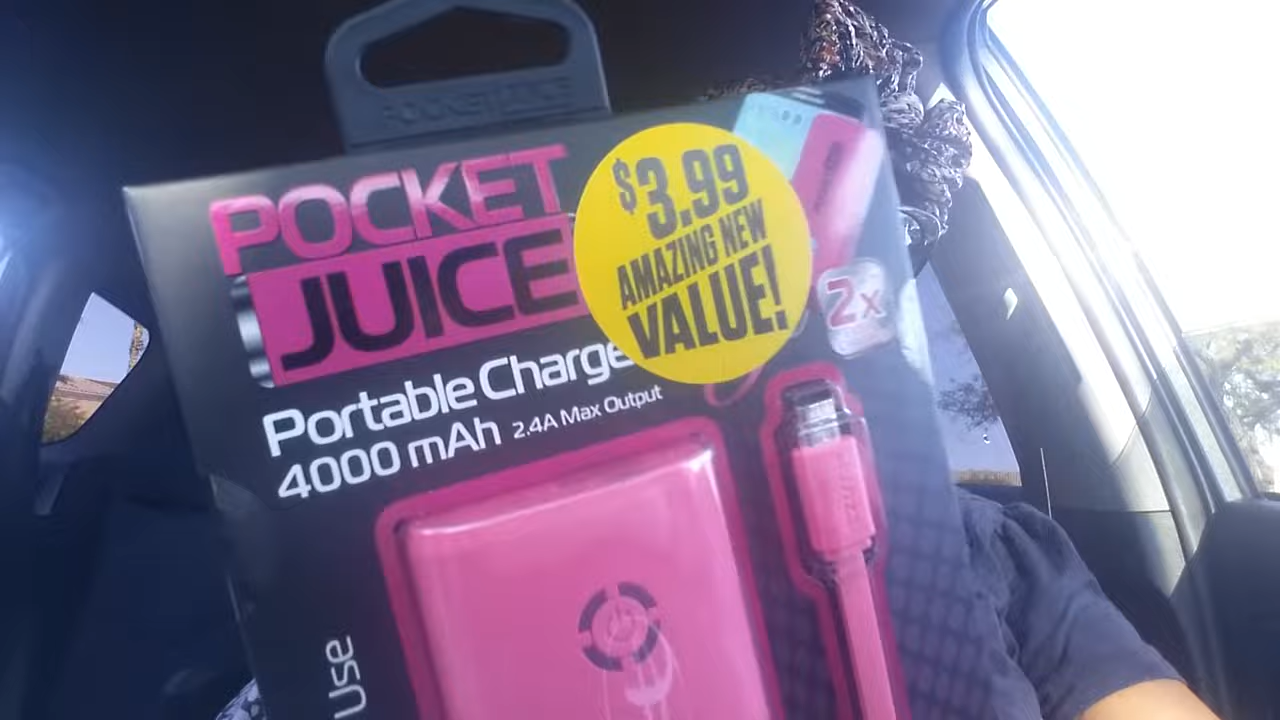 POCKET
JUICE
$3.99
AMAZING NEW
VALUE!
2x
Portable Charge
4000 mAh 2.4A Max Output
Use